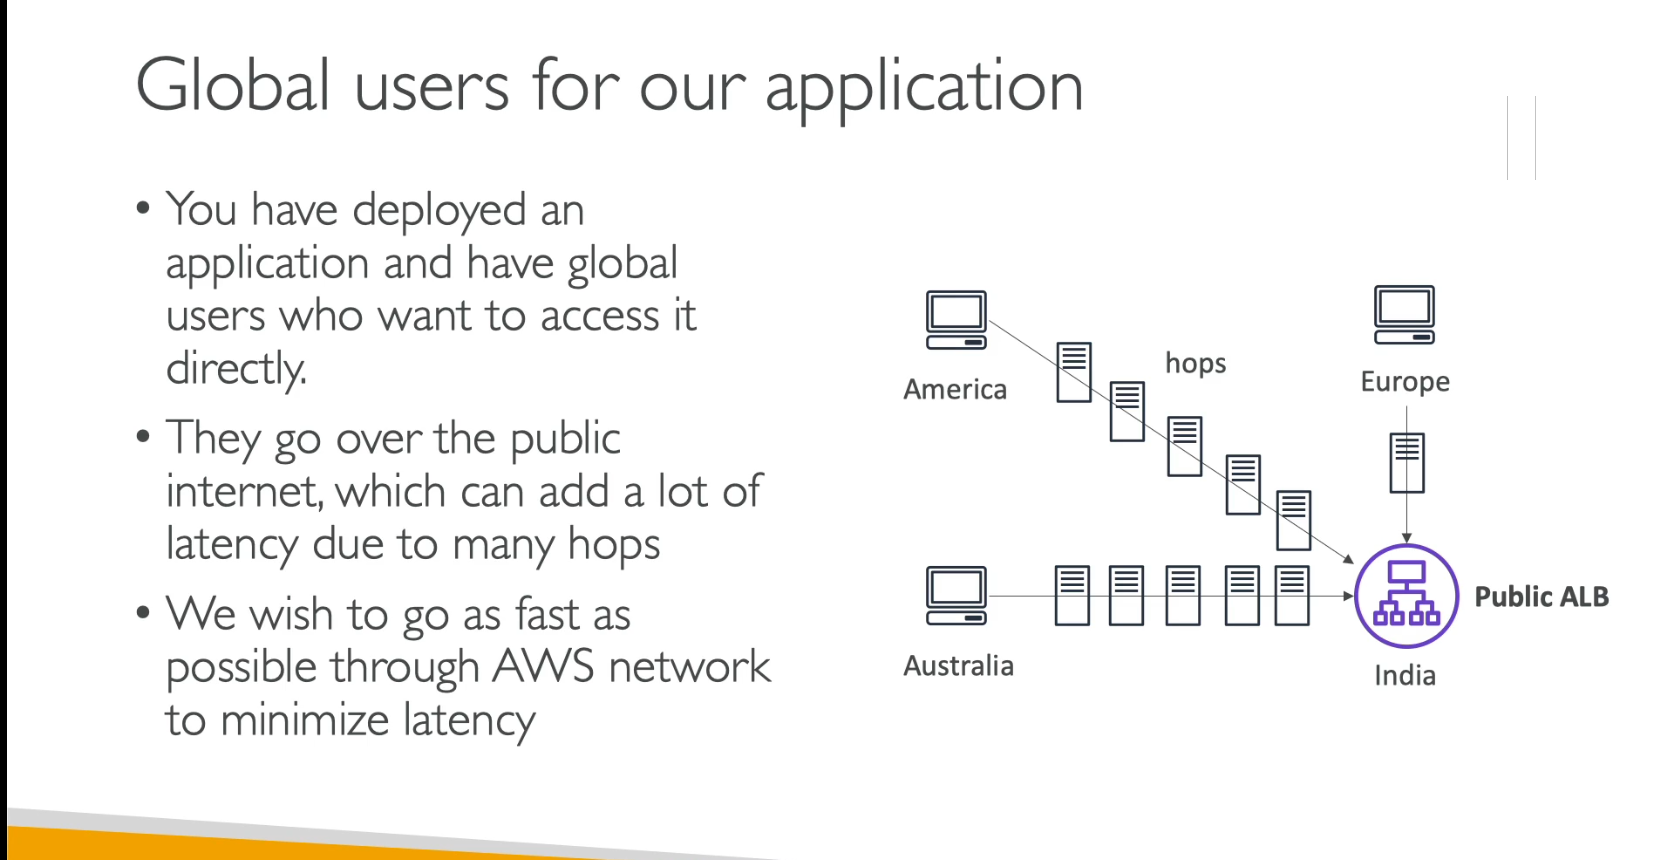 Global users for our application
• You have deployed an
application and have global
users who want to access it
directly.
• They go over the public
internet, which can add a lot of
latency due to many hops
• We wish to go as fast as
possible through AWS network
to minimize latency
America
hops
Europe
Australia
Public ALB
India